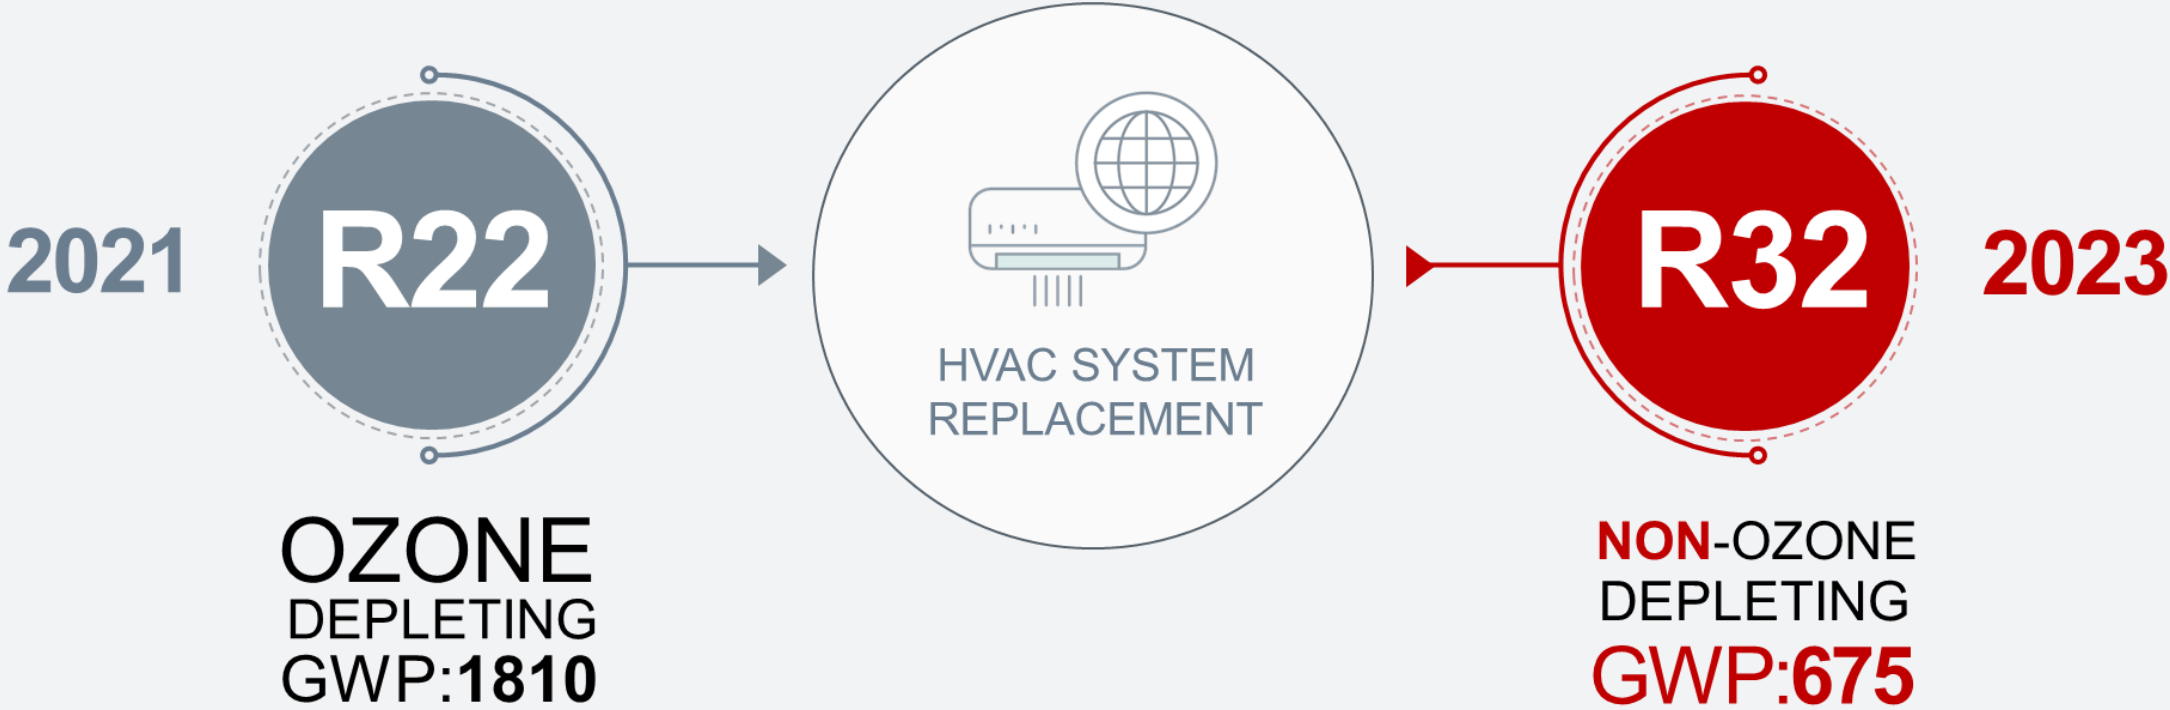 2021
R22
OZONE
DEPLETING
GWP:1810
HVAC SYSTEM
REPLACEMENT
R32
2023
NON-OZONE
DEPLETING
GWP:675